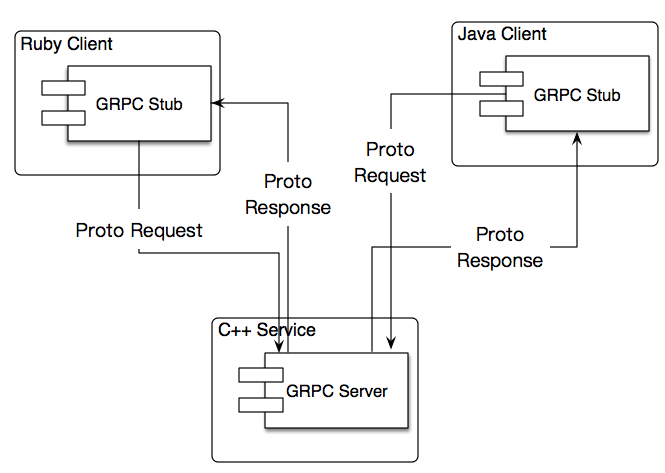 Ruby Client
GRPC Stub
Java Client
GRPC Stub
Proto
Request
Proto
Response
Proto Request
Proto
Response
C++ Service
GRPC Server